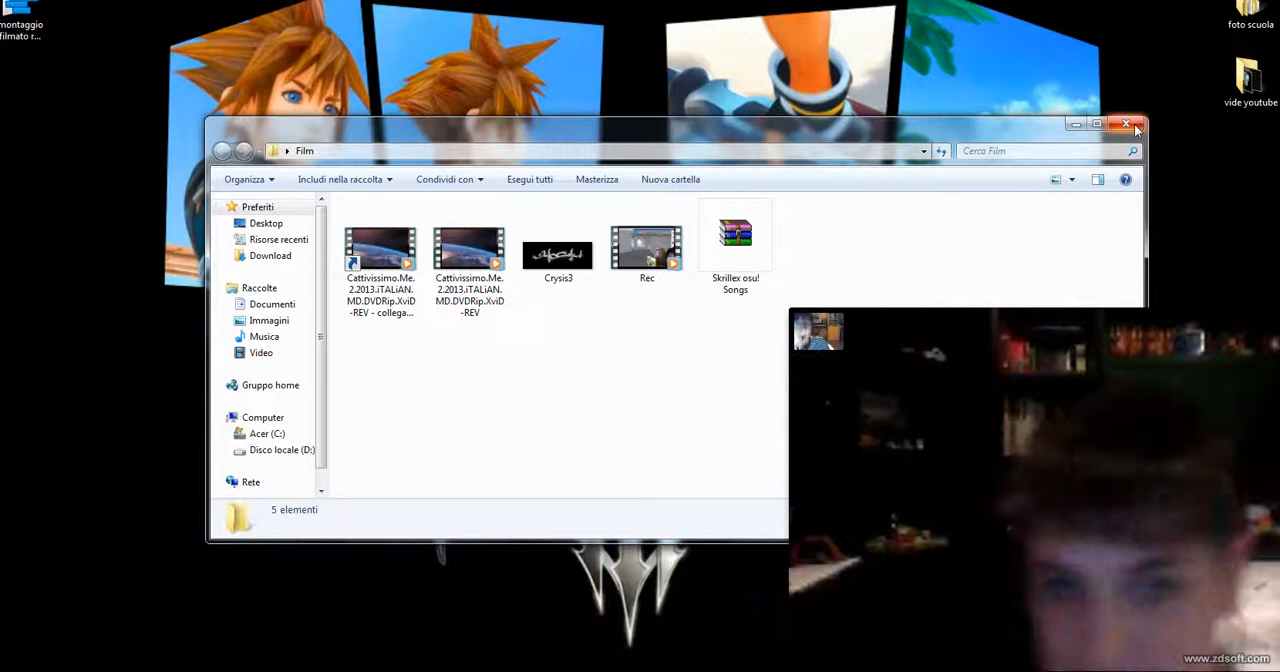 montaggio
filmato r...
foto scuola
vide youtube
Film
Cerca Film
Organizza
Includi nella raccolta
Condividi con
Esegui tutti
Masterizza
Nuova cartella
Preferiti
Desktop
Risorse recenti
Download
Raccolte
Documenti
Immagini
Musica
Video
Gruppo home
Computer
Acer (C:)
Disco locale (D:)
Rete
Cattivissimo.Me.
2.2013.iTALiAN.
MD.DVDRip.XviD
-REV - collega...
Cattivissimo.Me.
2.2013.iTALiAN.
MD.DVDRip.XviD
-REV
Crysis3
Rec
Skrillex osu!
Songs
5 elementi
www.zdsoft.com